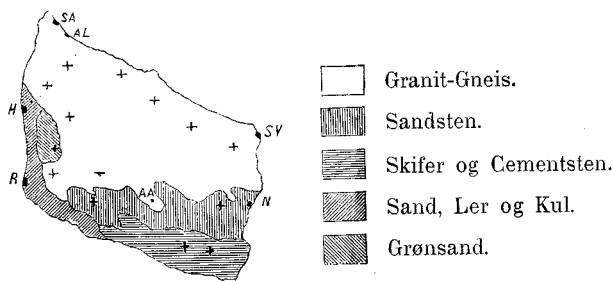 SA
AL
H
SV
R
AA
N
Granit-Gneis.
Sandsten.
Skifer og Cementsten.
Sand, Ler og Kul.
Grønsand.